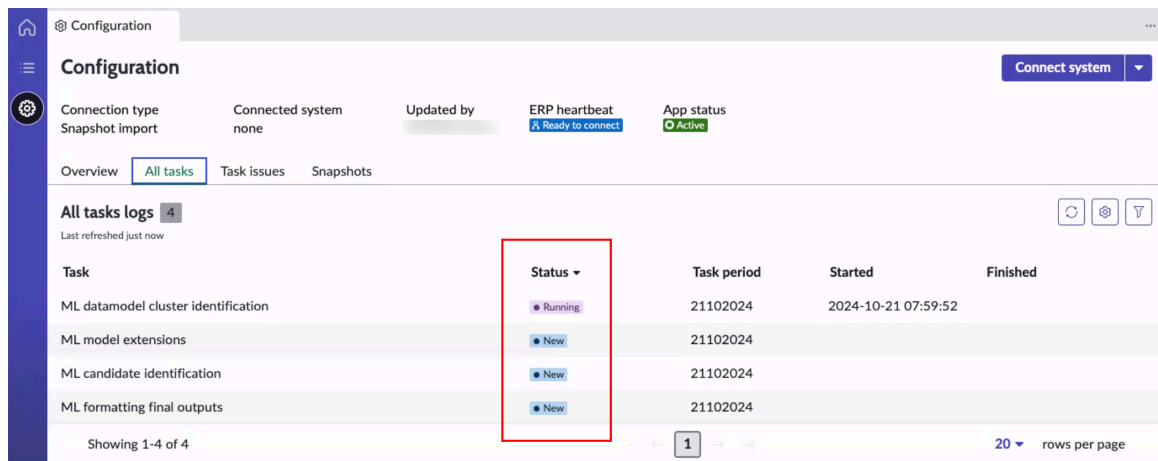 Configuration
Configuration
Connect system
Connection type
Connected system
Updated by
ERP heartbeat
App status
Snapshot import
none
Ready to connect
Active
Overview
All tasks
Task issues
Snapshots
All tasks logs 4
Last refreshed just now
Task Status Task period Started Finished
ML datamodel cluster identification Running 21102024 2024-10-21 07:59:52
ML model extensions New 21102024
ML candidate identification New 21102024
ML formatting final outputs New 21102024
Showing 1-4 of 4 1 20 rows per page